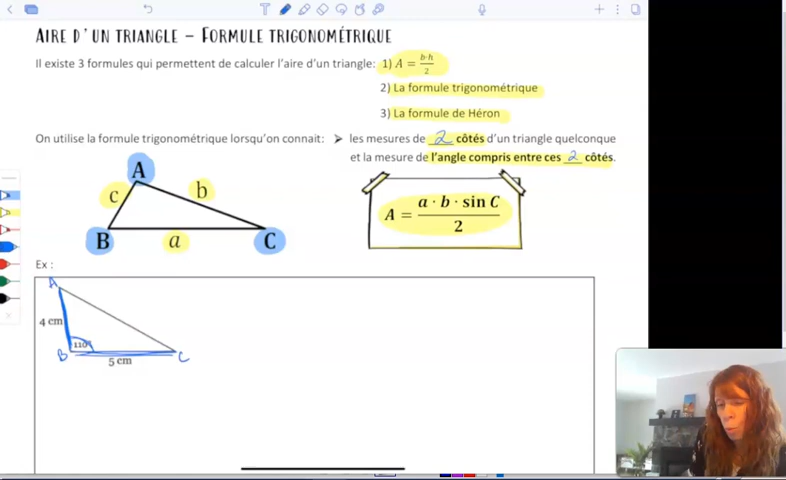 AIRE D'UN TRIANGLE – FORMULE TRIGONOMÉTRIQUE
Il existe 3 formules qui permettent de calculer l'aire d'un triangle: 1) A = b·h / 2
2) La formule trigonométrique
3) La formule de Héron
On utilise la formule trigonométrique lorsqu'on connait: ➤ les mesures de 2 côtés d'un triangle quelconque
et la mesure de l'angle compris entre ces 2 côtés.
A
c b
B a C
A = a · b · sin C / 2
Ex :
A
4 cm
110°
B C
5 cm